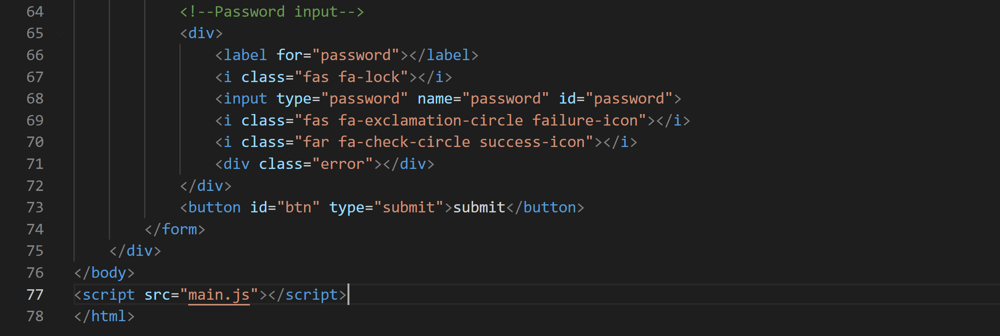 64 <!--Password input-->
65 <div>
66 <label for="password"></label>
67 <i class="fas fa-lock"></i>
68 <input type="password" name="password" id="password">
69 <i class="fas fa-exclamation-circle failure-icon"></i>
70 <i class="far fa-check-circle success-icon"></i>
71 <div class="error"></div>
72 </div>
73 <button id="btn" type="submit">submit</button>
74 </form>
75 </div>
76 </body>
77 <script src="main.js"></script>
78 </html>